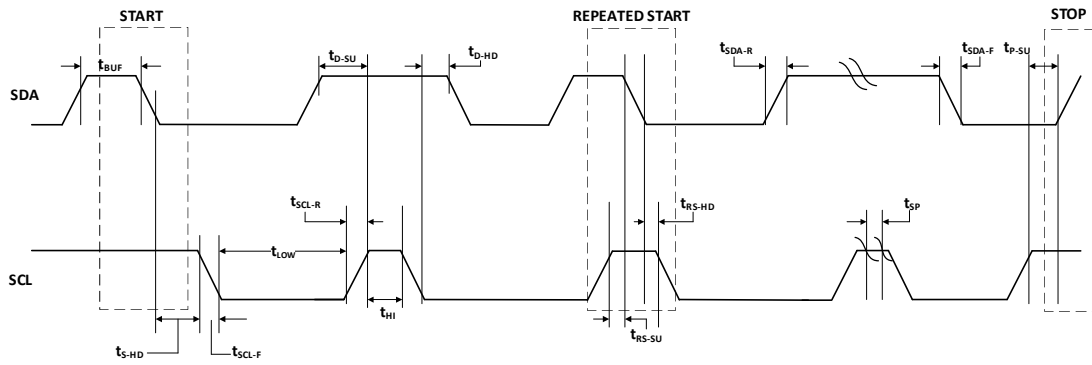 START
REPEATED START
STOP
tBUF
tD-SU
tD-HD
tSDA-R
tSDA-F
tP-SU
SDA
tSCL-R
tRS-HD
tSP
tLOW
SCL
tHI
tRS-SU
tS-HD
tSCL-F